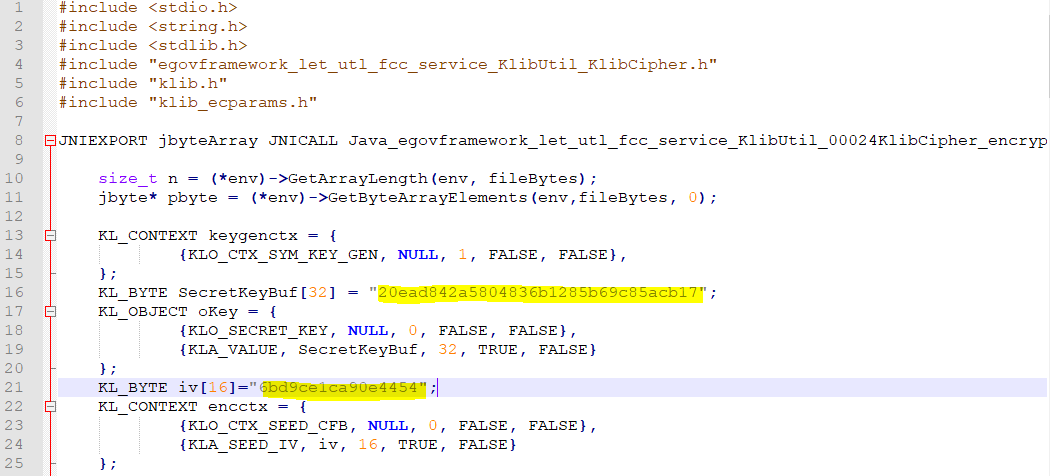 1 #include <stdio.h>
2 #include <string.h>
3 #include <stdlib.h>
4 #include "egovframework_let_utl_fcc_service_KlibUtil_KlibCipher.h"
5 #include "klib.h"
6 #include "klib_ecparams.h"
7
8 JNIEXPORT jbyteArray JNICALL Java_egovframework_let_utl_fcc_service_KlibUtil_00024KlibCipher_encryp
9
10 size_t n = (*env)->GetArrayLength(env, fileBytes);
11 jbyte* pbyte = (*env)->GetByteArrayElements(env,fileBytes, 0);
12
13 KL_CONTEXT keygenctx = {
14 {KLO_CTX_SYM_KEY_GEN, NULL, 1, FALSE, FALSE},
15 };
16 KL_BYTE SecretKeyBuf[32] = "20ead842a5804836b1285b69c85acb17";
17 KL_OBJECT oKey = {
18 {KLO_SECRET_KEY, NULL, 0, FALSE, FALSE},
19 {KLA_VALUE, SecretKeyBuf, 32, TRUE, FALSE}
20 };
21 KL_BYTE iv[16]="6bd9ce1ca90e4454";
22 KL_CONTEXT encctx = {
23 {KLO_CTX_SEED_CFB, NULL, 0, FALSE, FALSE},
24 {KLA_SEED_IV, iv, 16, TRUE, FALSE}
25 };